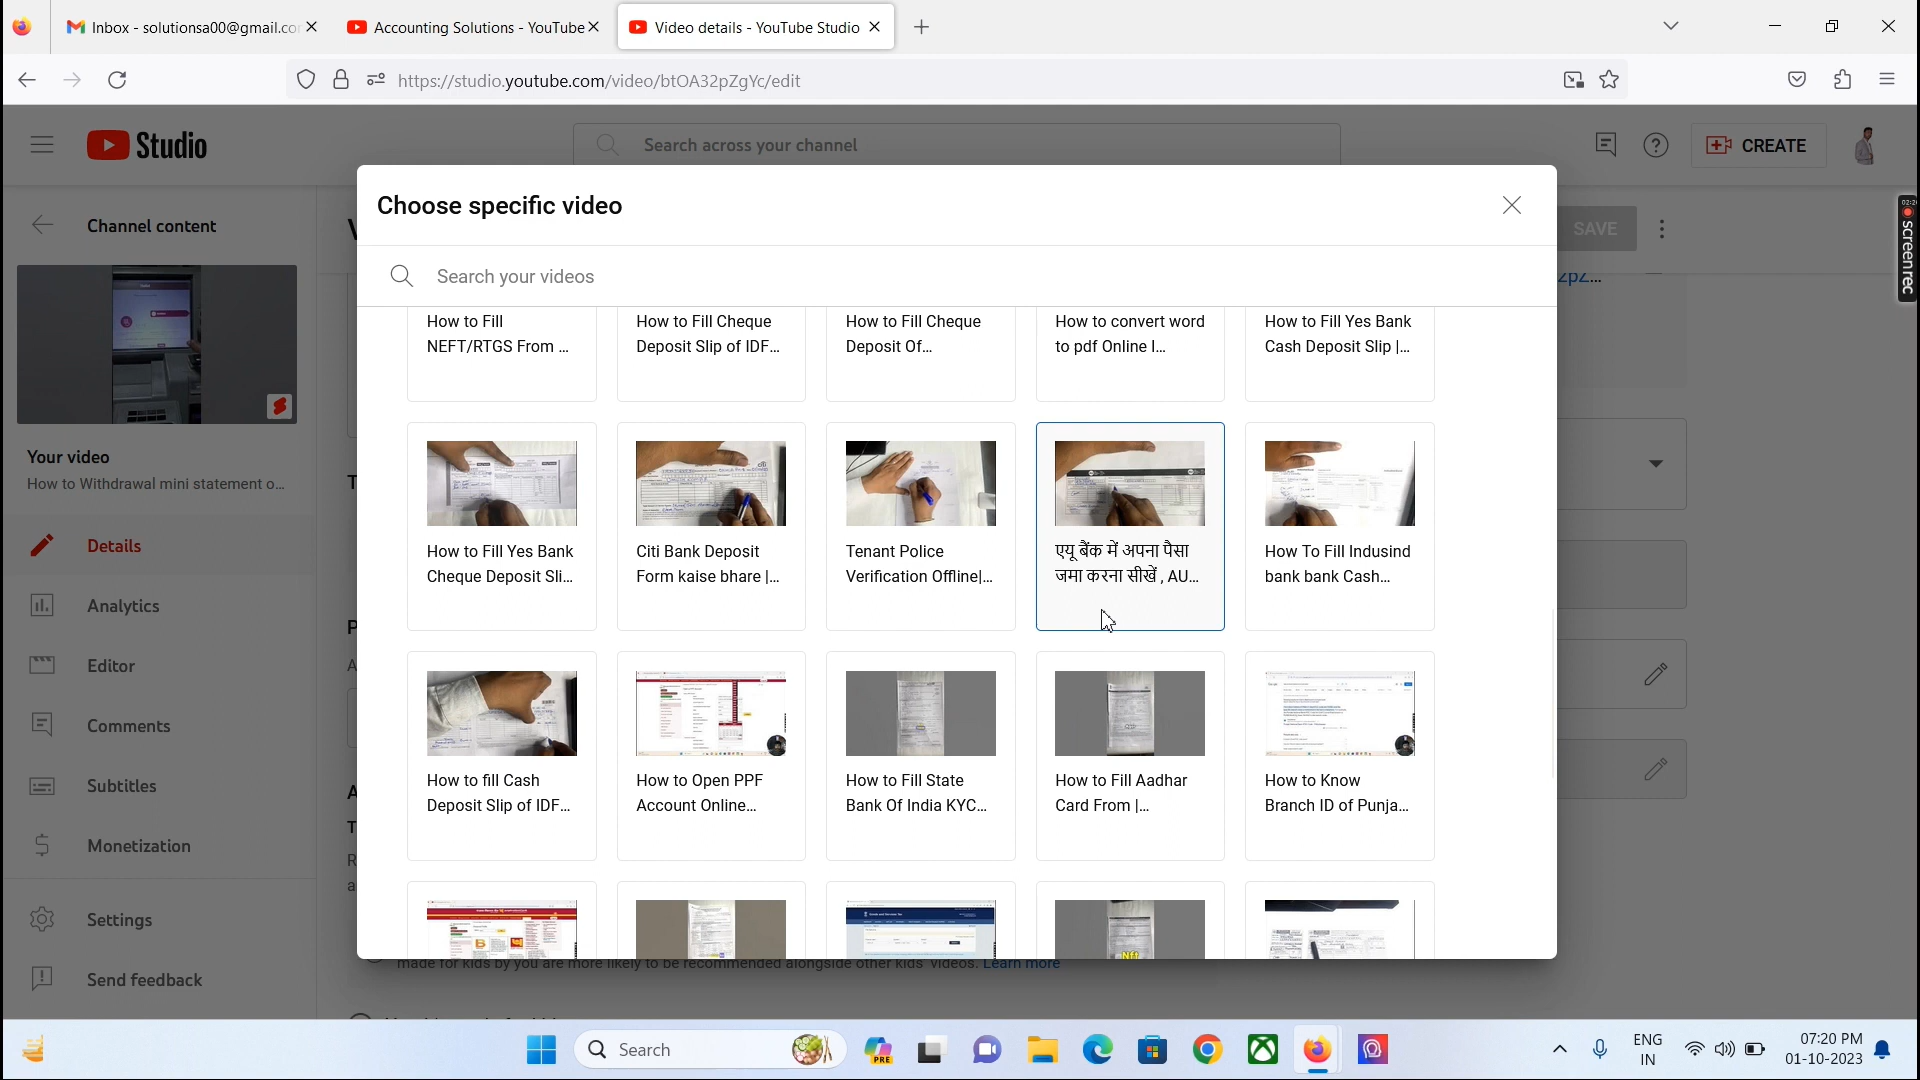 Inbox - solutionsa00@gmail.co
Accounting Solutions - YouTube
Video details - YouTube Studio
https://studio.youtube.com/video/btOA32pZgYc/edit
Studio
Search across your channel
CREATE
Channel content
Choose specific video
SAVE
Search your videos
How to Fill
NEFT/RTGS From ...
How to Fill Cheque
Deposit Slip of IDF...
How to Fill Cheque
Deposit Of...
How to convert word
to pdf Online I...
How to Fill Yes Bank
Cash Deposit Slip |...
Your video
How to Withdrawal mini statement o...
How to Fill Yes Bank
Cheque Deposit Sli...
Citi Bank Deposit
Form kaise bhare |...
Tenant Police
Verification Offline|...
एयू बैंक में अपना पैसा
जमा करना सीखें , AU...
How To Fill Indusind
bank bank Cash...
Details
Analytics
Editor
Comments
Subtitles
Monetization
Settings
Send feedback
How to fill Cash
Deposit Slip of IDF...
How to Open PPF
Account Online...
How to Fill State
Bank Of India KYC...
How to Fill Aadhar
Card From |...
How to Know
Branch ID of Punja...
made for kids by you are more likely to be recommended alongside other kids' videos. Learn more
screenrec
Search
PRE
ENG
IN
07:20 PM
01-10-2023